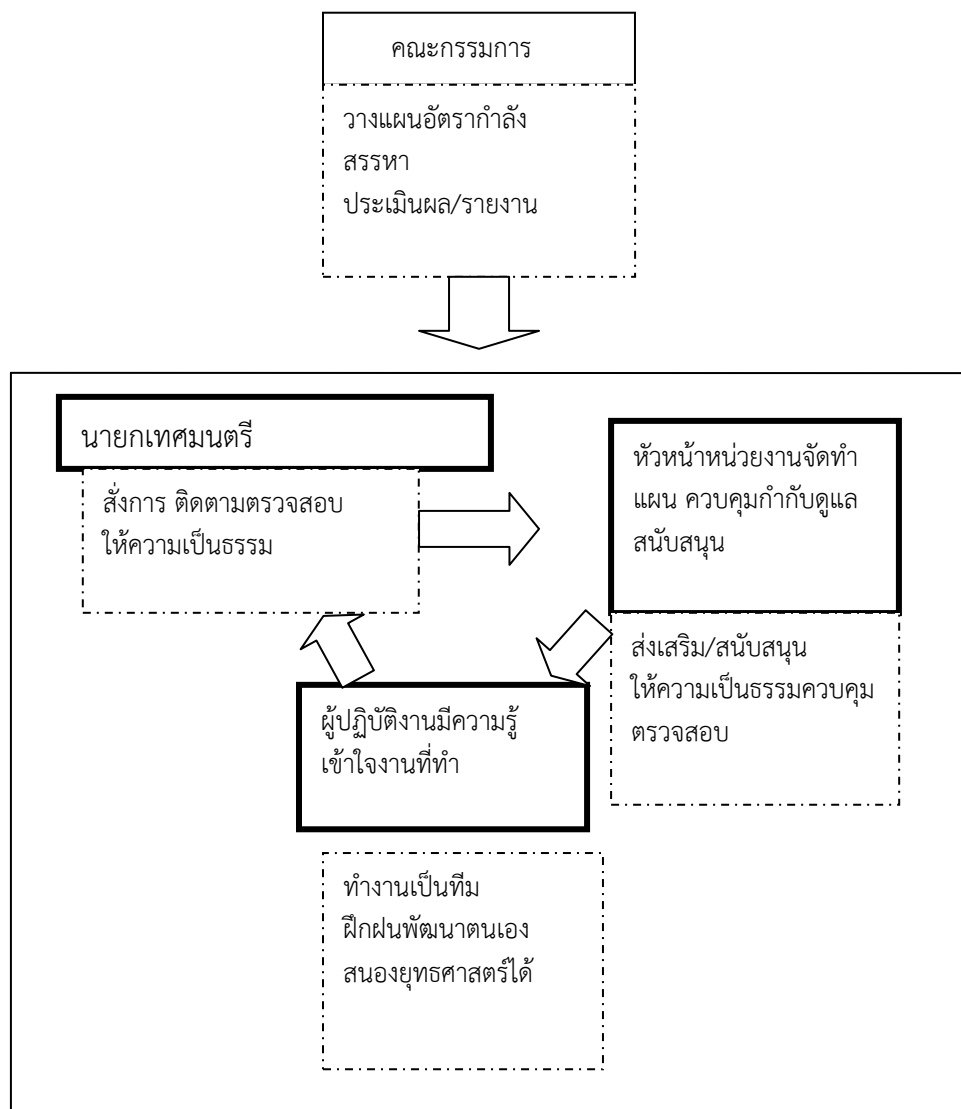 คณะกรรมการ
วางแผนอัตรากำลัง
สรรหา
ประเมินผล/รายงาน
นายกเทศมนตรี
สั่งการ ติดตามตรวจสอบ
ให้ความเป็นธรรม
หัวหน้าหน่วยงานจัดทำ
แผน ควบคุมกำกับดูแล
สนับสนุน
ส่งเสริม/สนับสนุน
ให้ความเป็นธรรมควบคุม
ตรวจสอบ
ผู้ปฏิบัติงานมีความรู้
เข้าใจงานที่ทำ
ทำงานเป็นทีม
ฝึกฝนพัฒนาตนเอง
สนองยุทธศาสตร์ได้